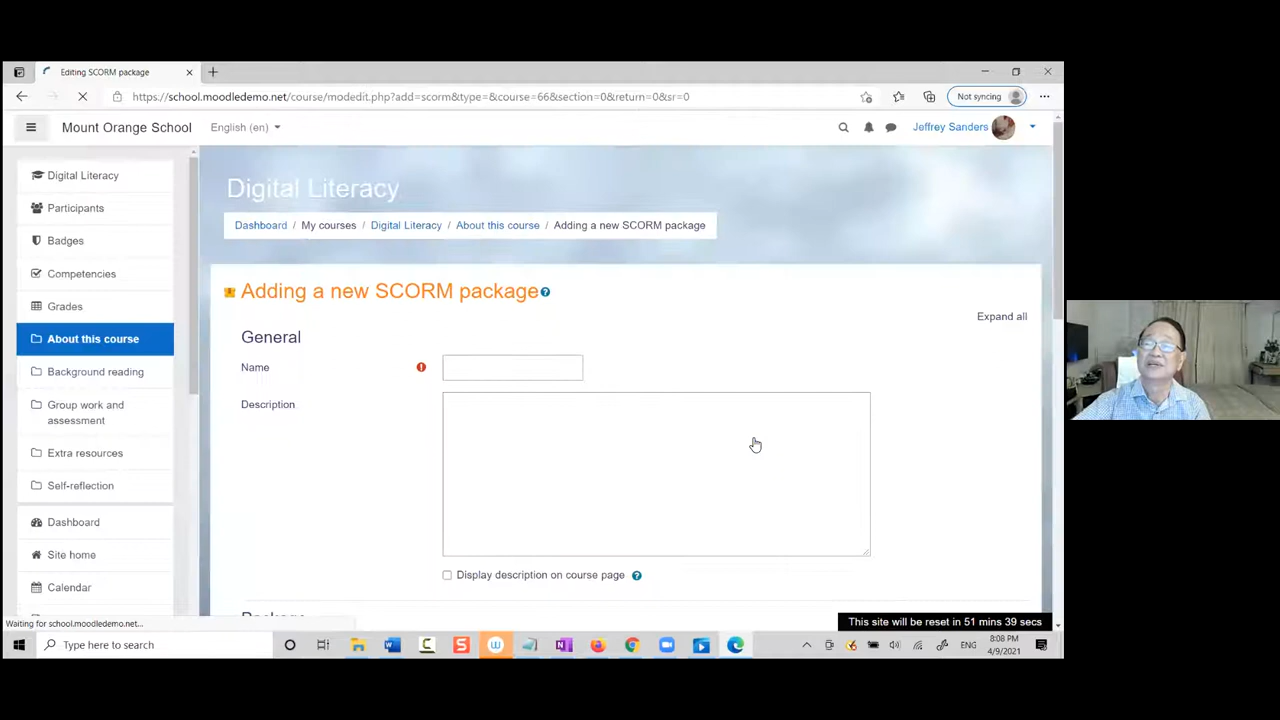 Editing SCORM package
https://school.moodledemo.net/course/modedit.php?add=scorm&type=&course=66&section=0&return=0&sr=0
Not syncing
Mount Orange School
English (en)
Jeffrey Sanders
Digital Literacy
Participants
Badges
Competencies
Grades
About this course
Background reading
Group work and
assessment
Extra resources
Self-reflection
Dashboard
Site home
Calendar
Digital Literacy
Dashboard / My courses / Digital Literacy / About this course / Adding a new SCORM package
Adding a new SCORM package
Expand all
General
Name
Description
Display description on course page
Package
Waiting for school.moodledemo.net...
This site will be reset in 51 mins 39 secs
Type here to search
ENG
8:08 PM
4/9/2021